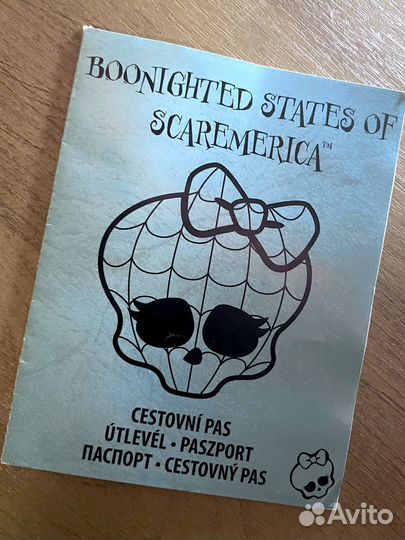 BOONIGHTED STATES OF
SCAREMERICA™
CESTOVNÍ PAS
ÚTLEVÉL • PASZPORT
ПАСПОРТ • CESTOVNÝ PAS
Avito